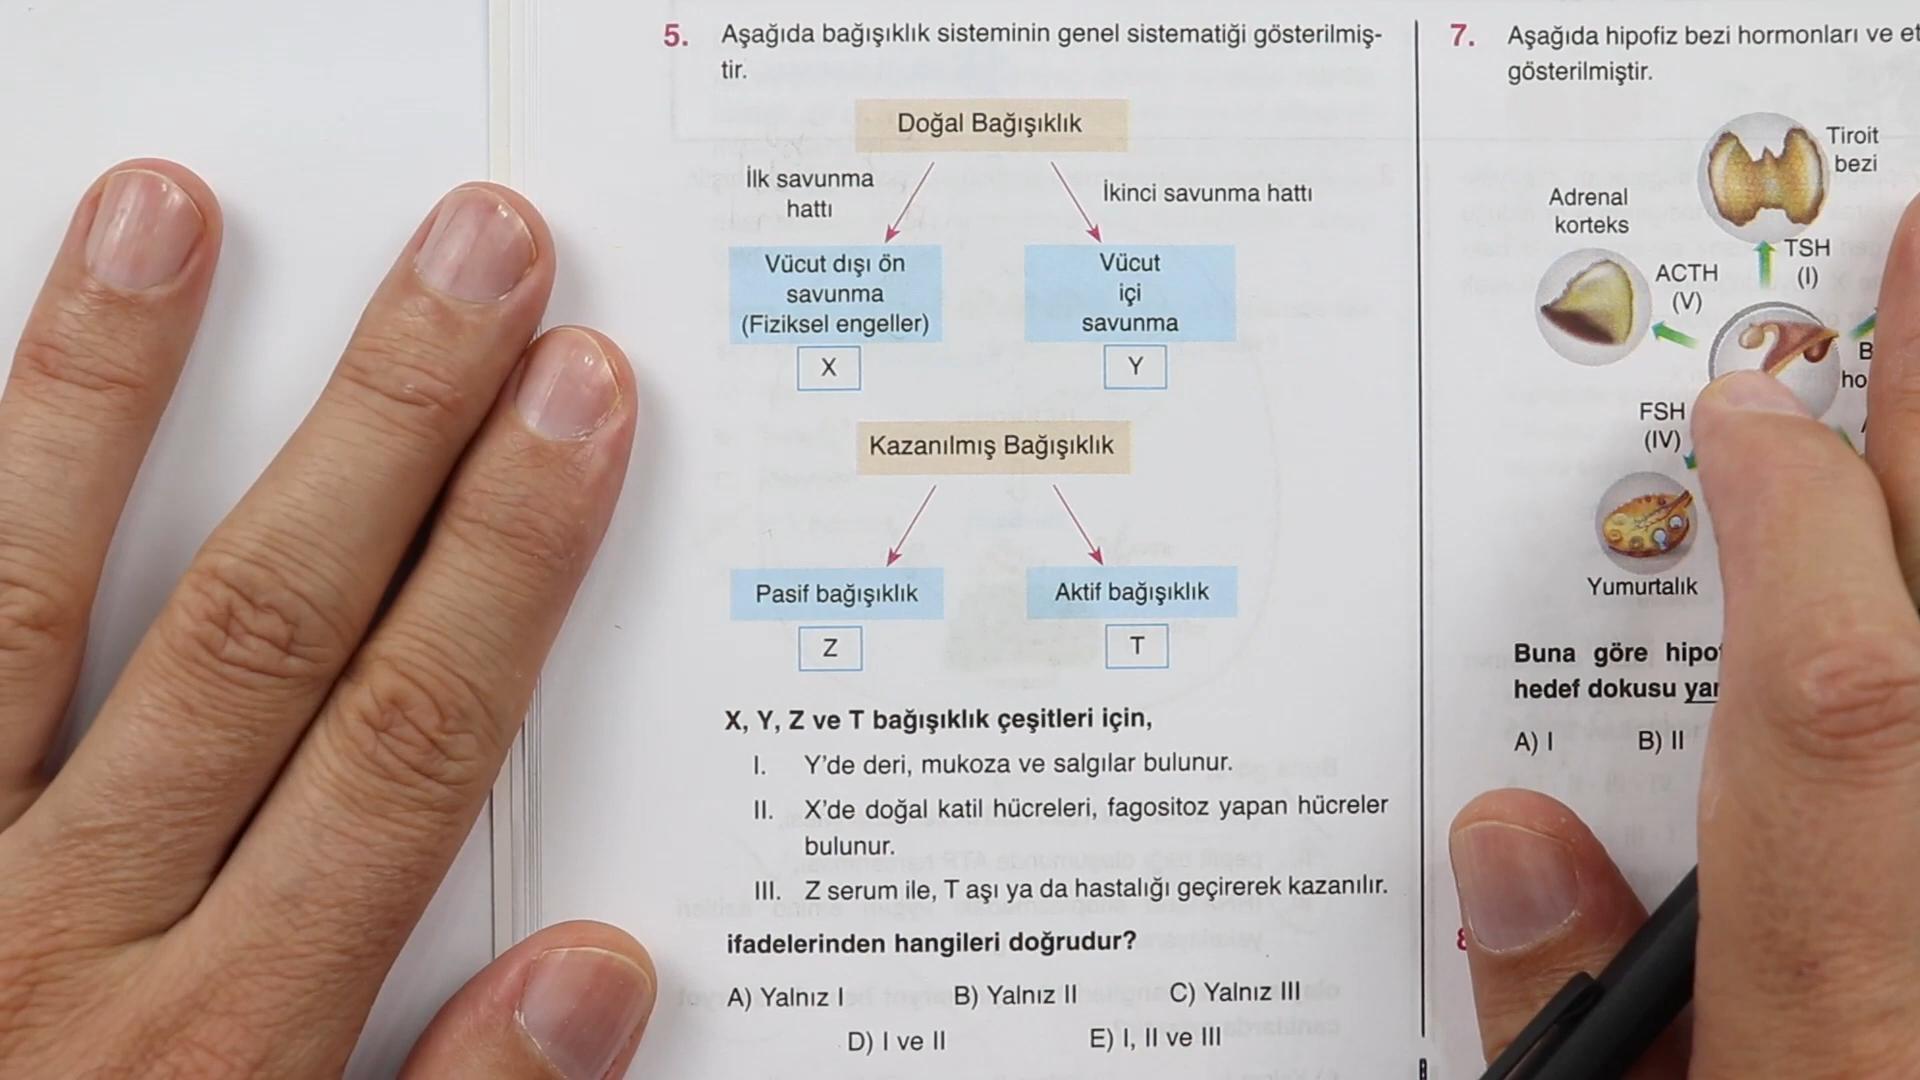 5. Aşağıda bağışıklık sisteminin genel sistematiği gösterilmiş-
tir.
Doğal Bağışıklık
İlk savunma
hattı
İkinci savunma hattı
Vücut dışı ön
savunma
(Fiziksel engeller)
X
Vücut
içi
savunma
Y
Kazanılmış Bağışıklık
Pasif bağışıklık
Z
Aktif bağışıklık
T
X, Y, Z ve T bağışıklık çeşitleri için,
I. Y'de deri, mukoza ve salgılar bulunur.
II. X'de doğal katil hücreleri, fagositoz yapan hücreler
bulunur.
III. Z serum ile, T aşı ya da hastalığı geçirerek kazanılır.
ifadelerinden hangileri doğrudur?
A) Yalnız I B) Yalnız II C) Yalnız III
D) I ve II E) I, II ve III
7. Aşağıda hipofiz bezi hormonları ve
gösterilmiştir.
Tiroit
bezi
Adrenal
korteks
TSH
(I)
ACTH
(V)
FSH
(IV)
Yumurtalık
Buna göre
hedef dokusu
A) I B) II